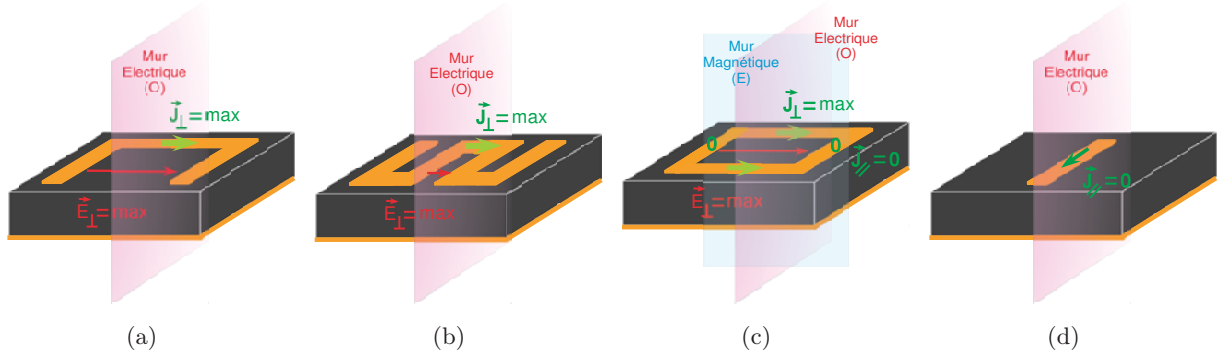 Mur
Electrique
(O)
J⊥=max
E⊥=max
(a)
Mur
Electrique
(O)
J⊥=max
E⊥=max
(b)
Mur
Magnétique
(E)
Mur
Electrique
(O)
J⊥=max
0
0
J//=0
E⊥=max
(c)
Mur
Electrique
(O)
J//=0
(d)